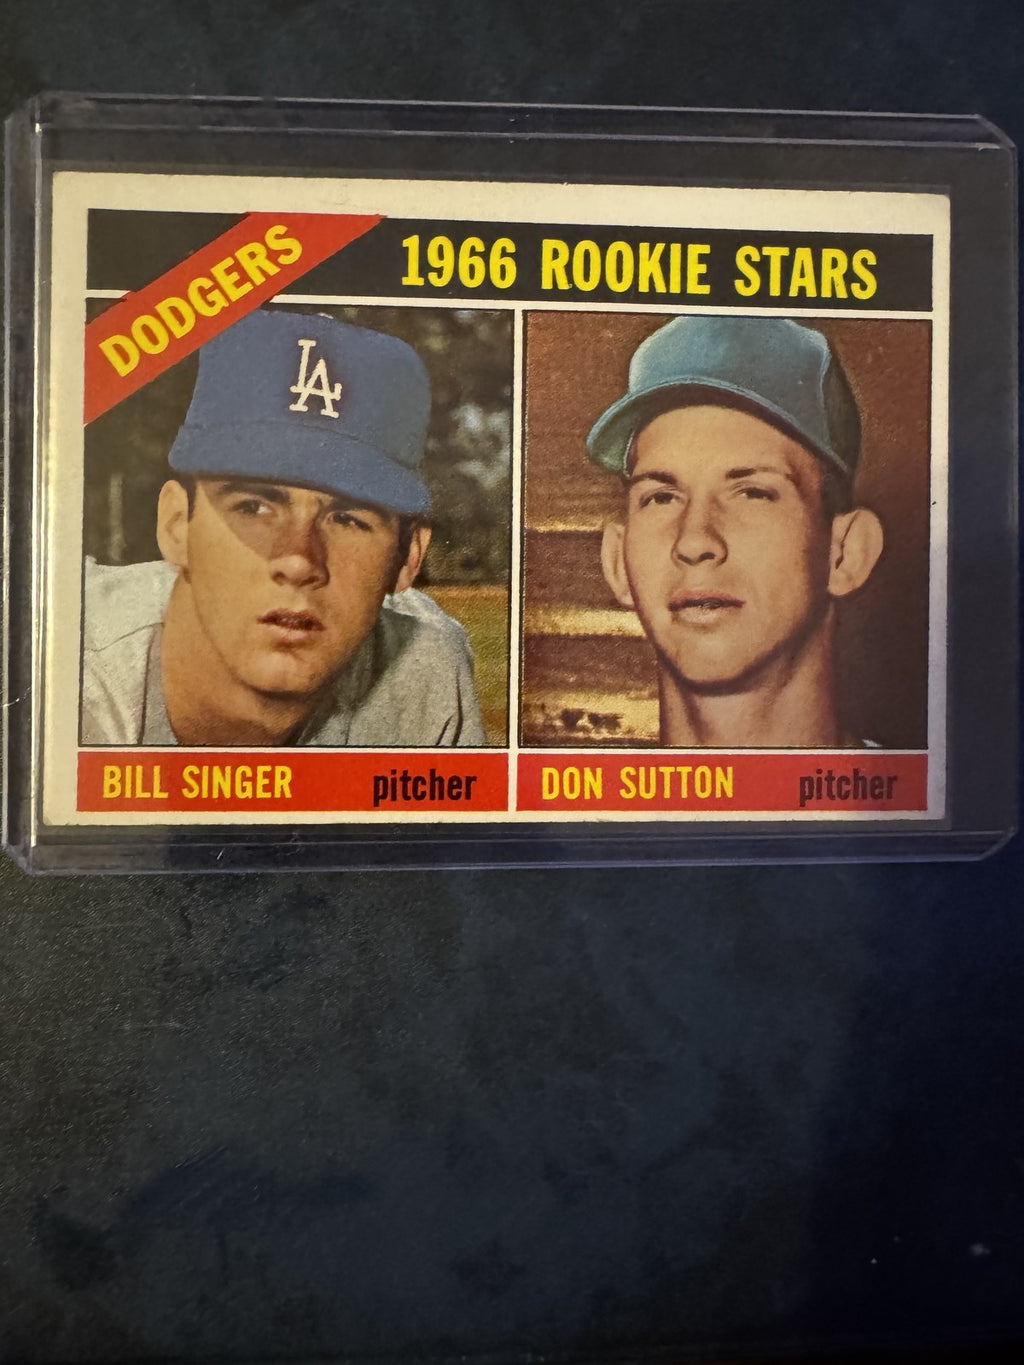 DODGERS
1966 ROOKIE STARS
LA
BILL SINGER pitcher
DON SUTTON pitcher